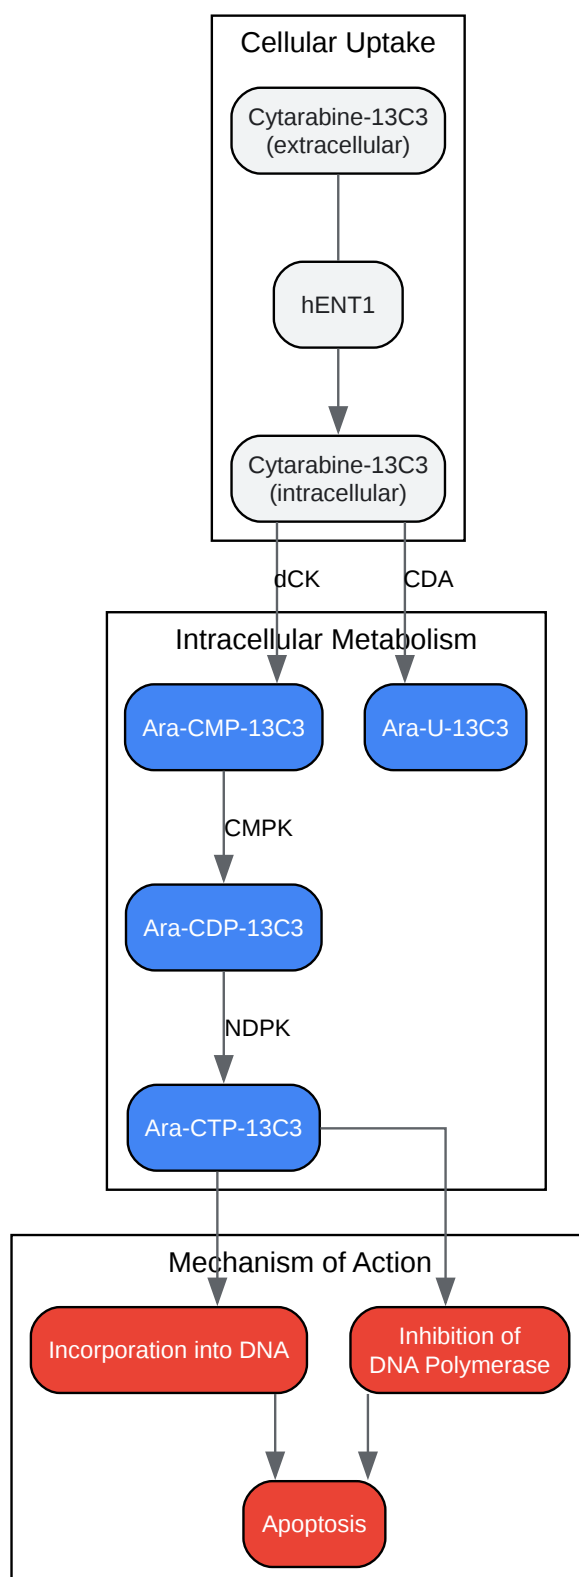 Cellular Uptake
Cytarabine-13C3
(extracellular)
hENT1
Cytarabine-13C3
(intracellular)
dCK
CDA
Intracellular Metabolism
Ara-CMP-13C3
Ara-U-13C3
CMPK
Ara-CDP-13C3
NDPK
Ara-CTP-13C3
Mechanism of Action
Incorporation into DNA
Inhibition of
DNA Polymerase
Apoptosis